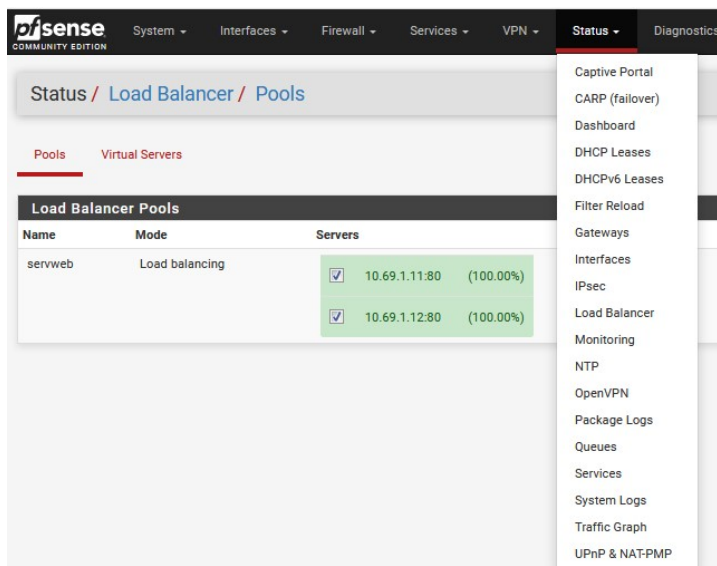 pfsense
COMMUNITY EDITION
System Interfaces Firewall Services VPN Status Diagnostics
Status / Load Balancer / Pools
Pools Virtual Servers
Load Balancer Pools
Name Mode Servers
servweb Load balancing
10.69.1.11:80 (100.00%)
10.69.1.12:80 (100.00%)
Captive Portal
CARP (failover)
Dashboard
DHCP Leases
DHCPv6 Leases
Filter Reload
Gateways
Interfaces
IPsec
Load Balancer
Monitoring
NTP
OpenVPN
Package Logs
Queues
Services
System Logs
Traffic Graph
UPnP & NAT-PMP